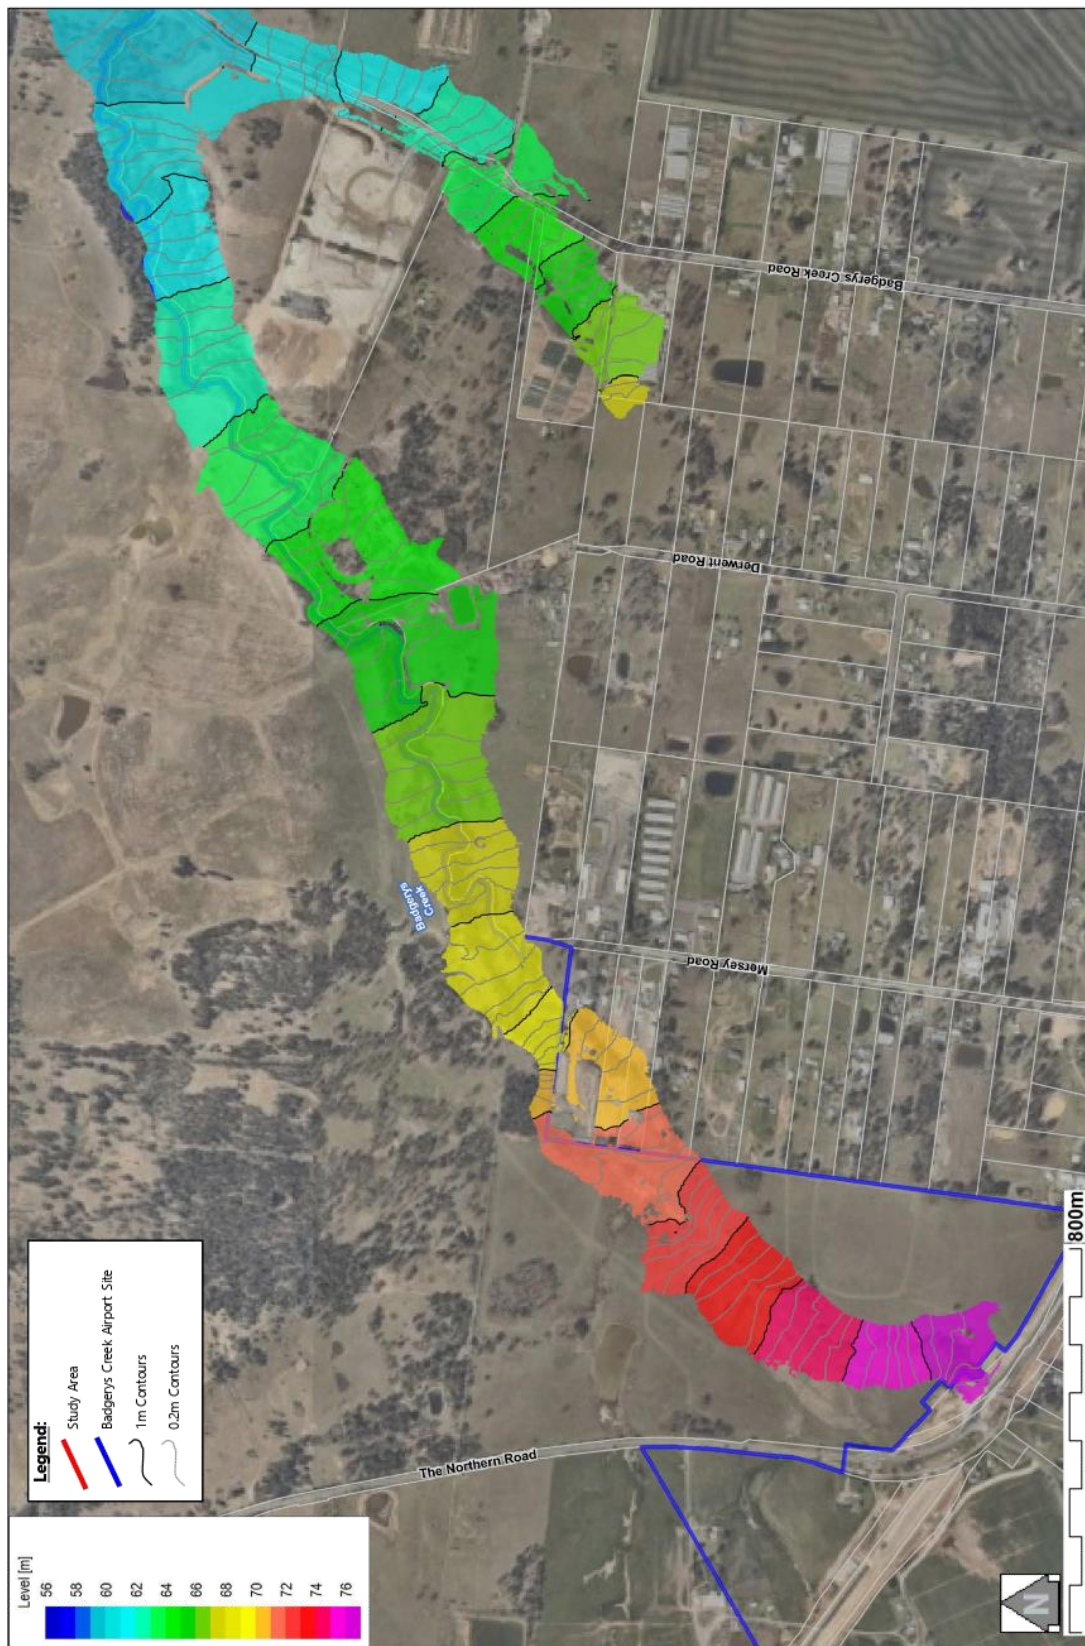 Level [m]
56
58
60
62
64
66
68
70
72
74
76
Legend:
Study Area
Badgerys Creek Airport Site
1m Contours
0.2m Contours
The Northern Road
Badgerys
Creek
Mersey Road
Derwent Road
Badgerys Creek Road
N
800m